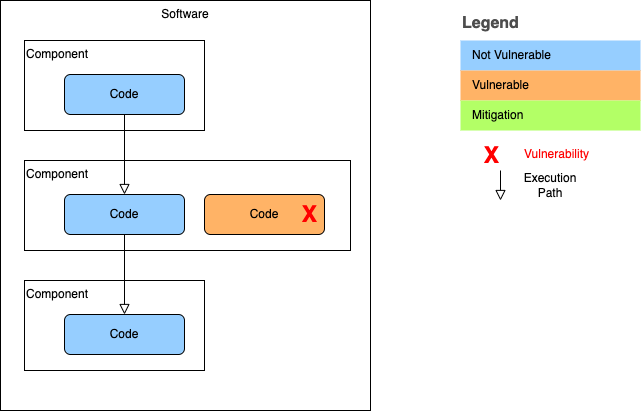 Software
Component
Code
Component
Code
Code X
Component
Code
Legend
Not Vulnerable
Vulnerable
Mitigation
X Vulnerability
Execution
Path